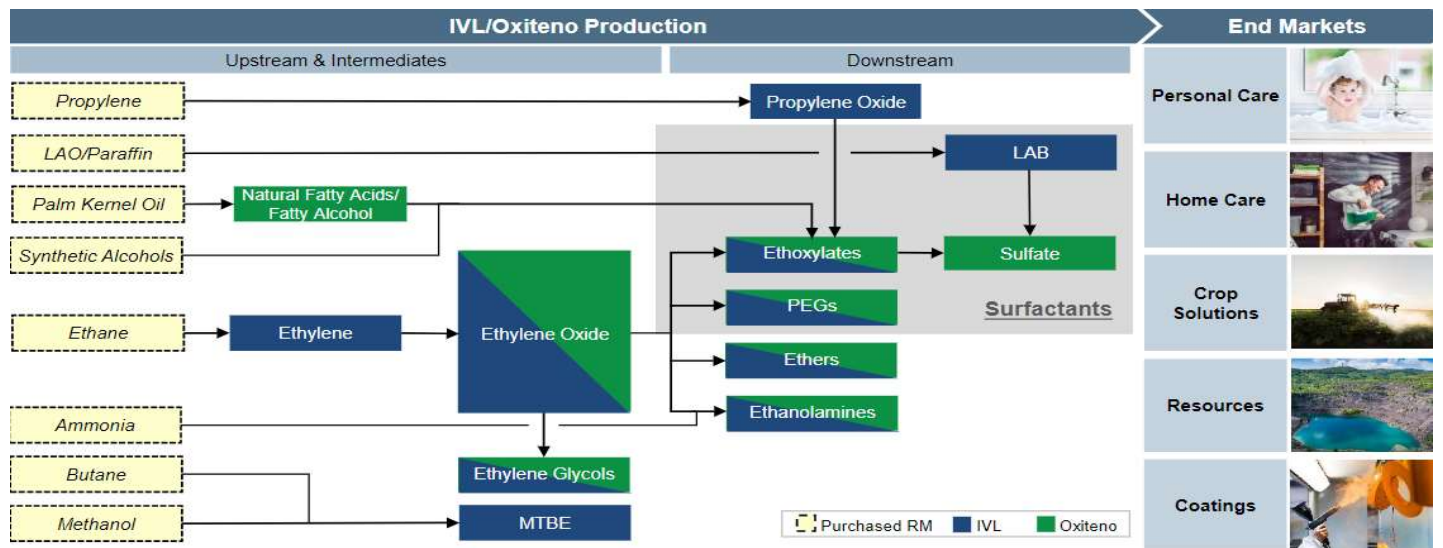 IVL/Oxiteno Production
End Markets
Upstream & Intermediates
Downstream
Propylene
Propylene Oxide
Personal Care
LAO/Paraffin
LAB
Palm Kernel Oil
Natural Fatty Acids/
Fatty Alcohol
Home Care
Synthetic Alcohols
Ethoxylates
Sulfate
PEGs
Surfactants
Crop
Solutions
Ethane
Ethylene
Ethylene Oxide
Ethers
Ethanolamines
Resources
Ammonia
Butane
Ethylene Glycols
Methanol
MTBE
Coatings
Purchased RM
IVL
Oxiteno